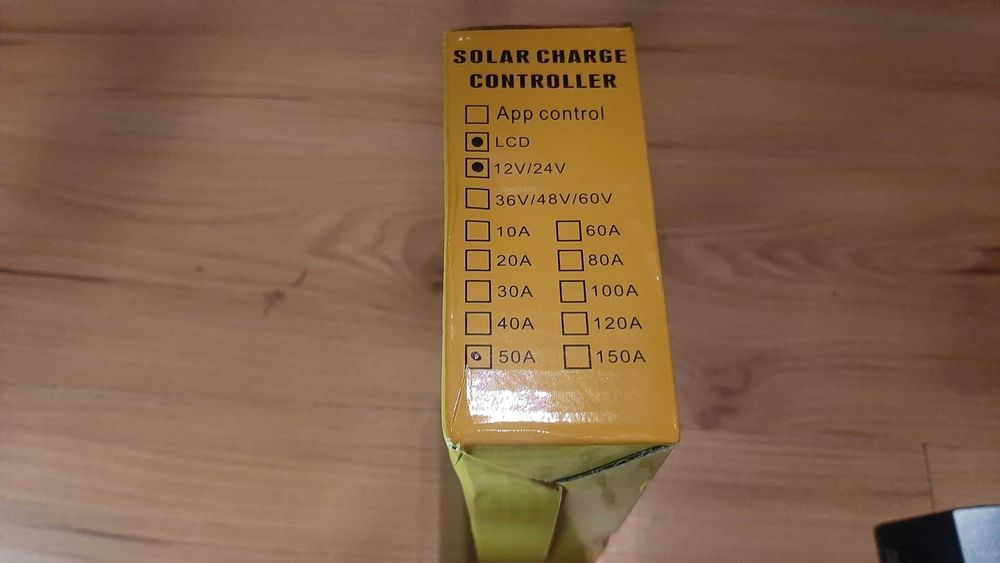 SOLAR CHARGE
CONTROLLER
App control
LCD
12V/24V
36V/48V/60V
10A 60A
20A 80A
30A 100A
40A 120A
50A 150A